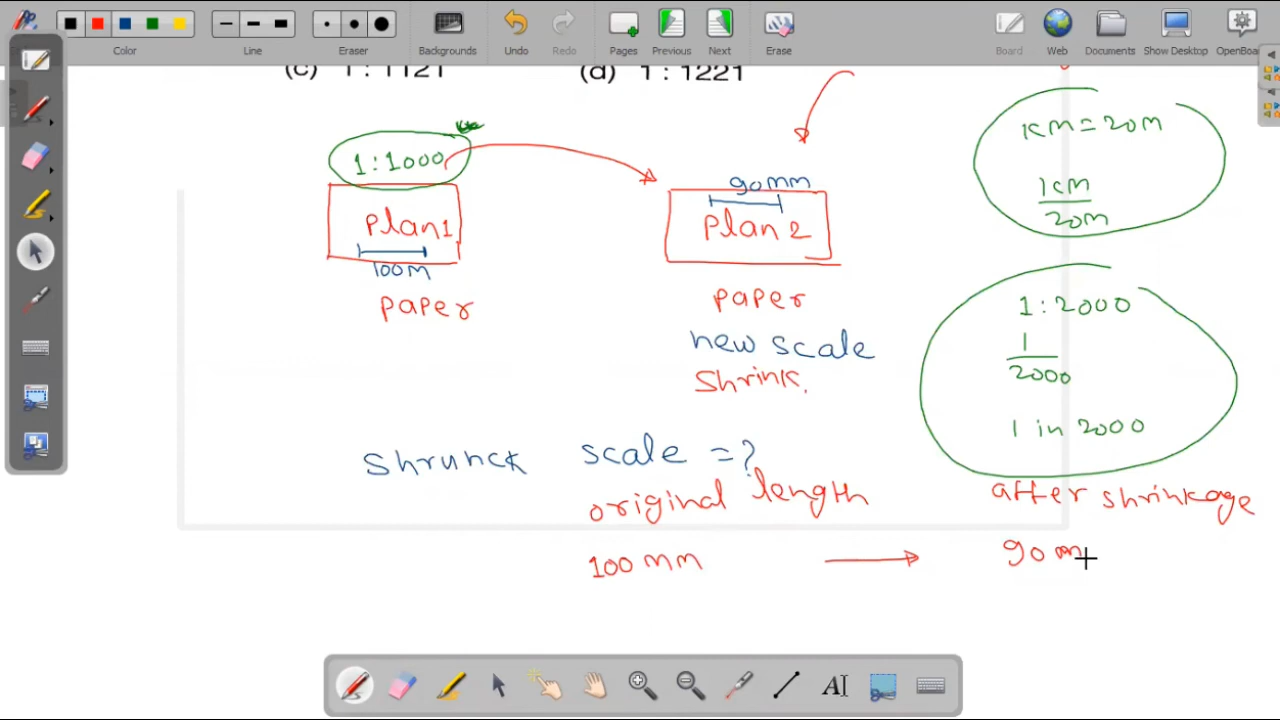 Color
Line
Eraser
Backgrounds
Undo
Redo
Pages
Previous
Next
Erase
Board
Web
Documents
Show Desktop
OpenBoa
(c) 1 : 1121
(d) 1 : 1221
1:1000
Plan1
100m
paper
90mm
Plan 2
paper
new scale
Shrink.
1cm = 20m
1cm
20m
1:2000
1
2000
1 in 2000
Shrunck scale = ?
original length
after shrinkage
100 mm
90 m
AI